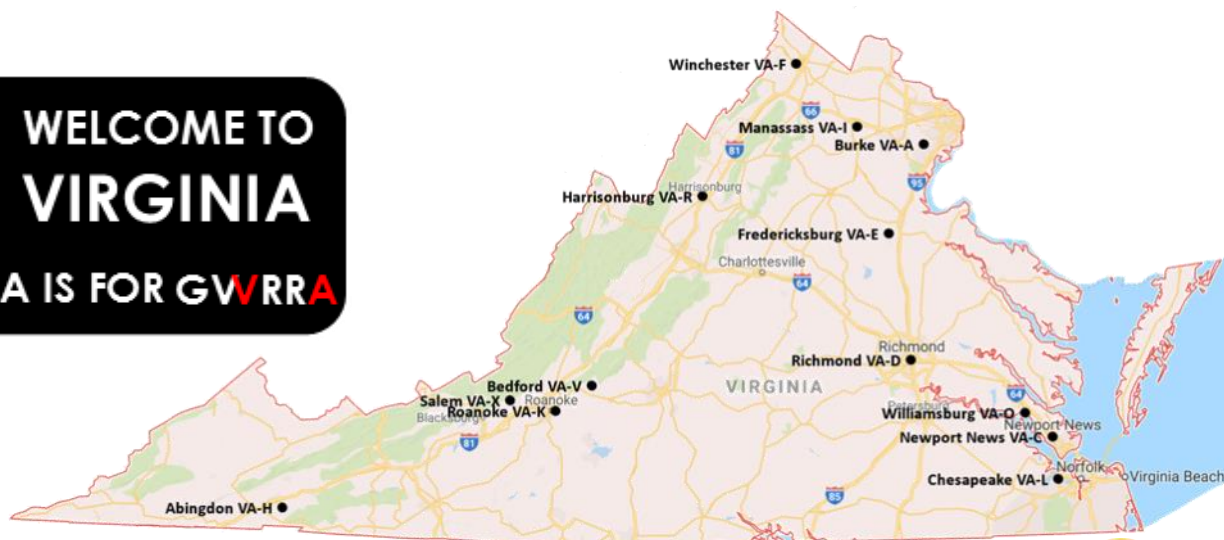 WELCOME TO
VIRGINIA
A IS FOR GWVRRA
Winchester VA-F
66
Manassass VA-I
81
Burke VA-A
95
Harrisonburg
Harrisonburg VA-R
Fredericksburg VA-E
Charlottesville
64
64
Richmond
Richmond VA-D
Bedford VA-V
VIRGINIA
Salem VA-X
Roanoke
64
Blacksburg
Roanoke VA-K
Petersburg
Williamsburg VA-O
Newport News
81
Newport News VA-C
Norfolk
Chesapeake VA-L
Virginia Beach
85
Abingdon VA-H